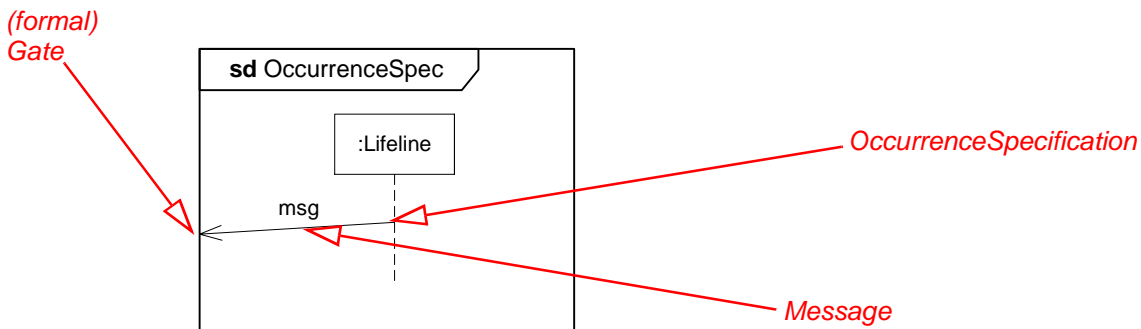 (formal)
Gate
sd OccurrenceSpec
:Lifeline
OccurrenceSpecification
msg
Message